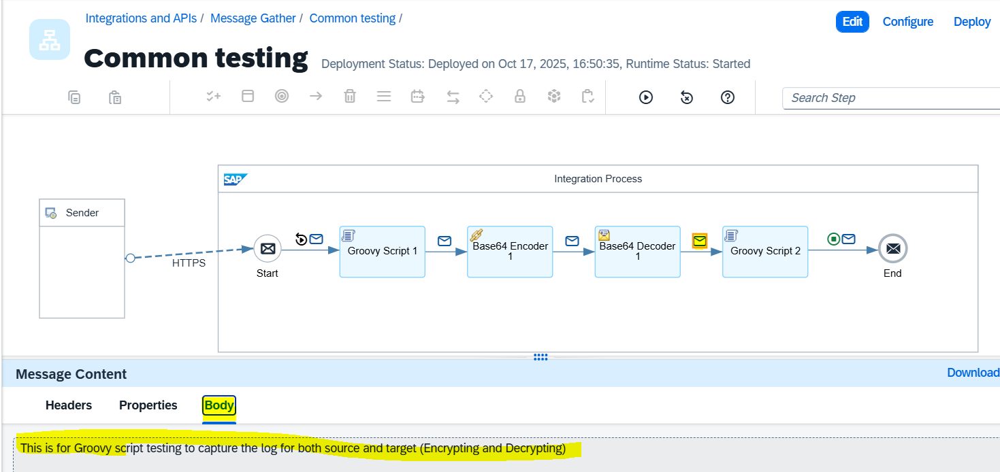 Integrations and APIs / Message Gather / Common testing /
Edit Configure Deploy
Common testing Deployment Status: Deployed on Oct 17, 2025, 16:50:35, Runtime Status: Started
Search Step
SAP Integration Process
Sender
HTTPS
Start
Groovy Script 1
Base64 Encoder
1
Base64 Decoder
1
Groovy Script 2
End
Message Content Download
Headers Properties Body
This is for Groovy script testing to capture the log for both source and target (Encrypting and Decrypting)